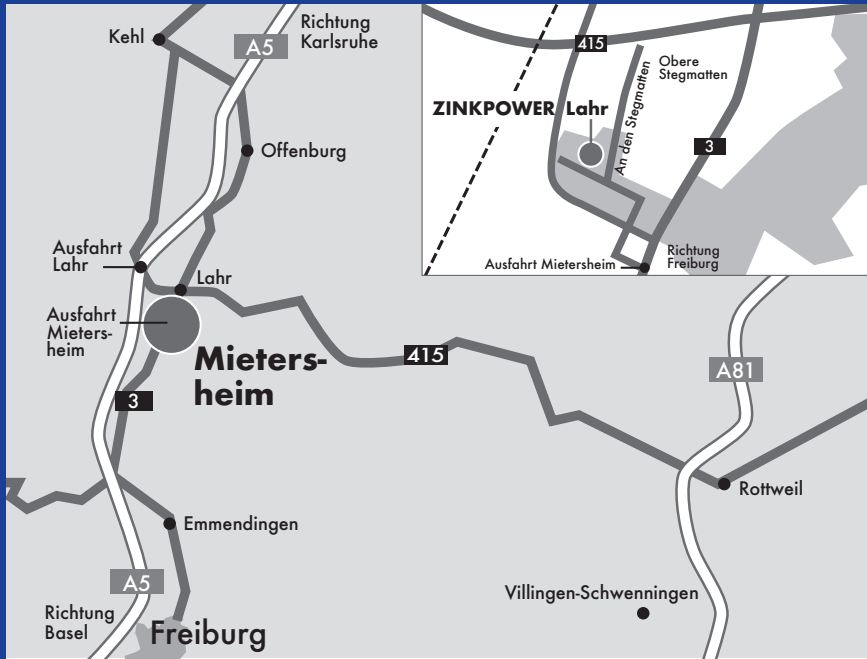 Kehl
A5
Richtung
Karlsruhe
Offenburg
Ausfahrt
Lahr
Lahr
Ausfahrt
Mieters-
heim
Mieters-
heim
415
3
A81
Rottweil
Emmendingen
A5
Villingen-Schwenningen
Richtung
Basel
Freiburg
415
Obere
Stegmatten
An den Stegmatten
ZINKPOWER Lahr
3
Ausfahrt Mietersheim
Richtung
Freiburg